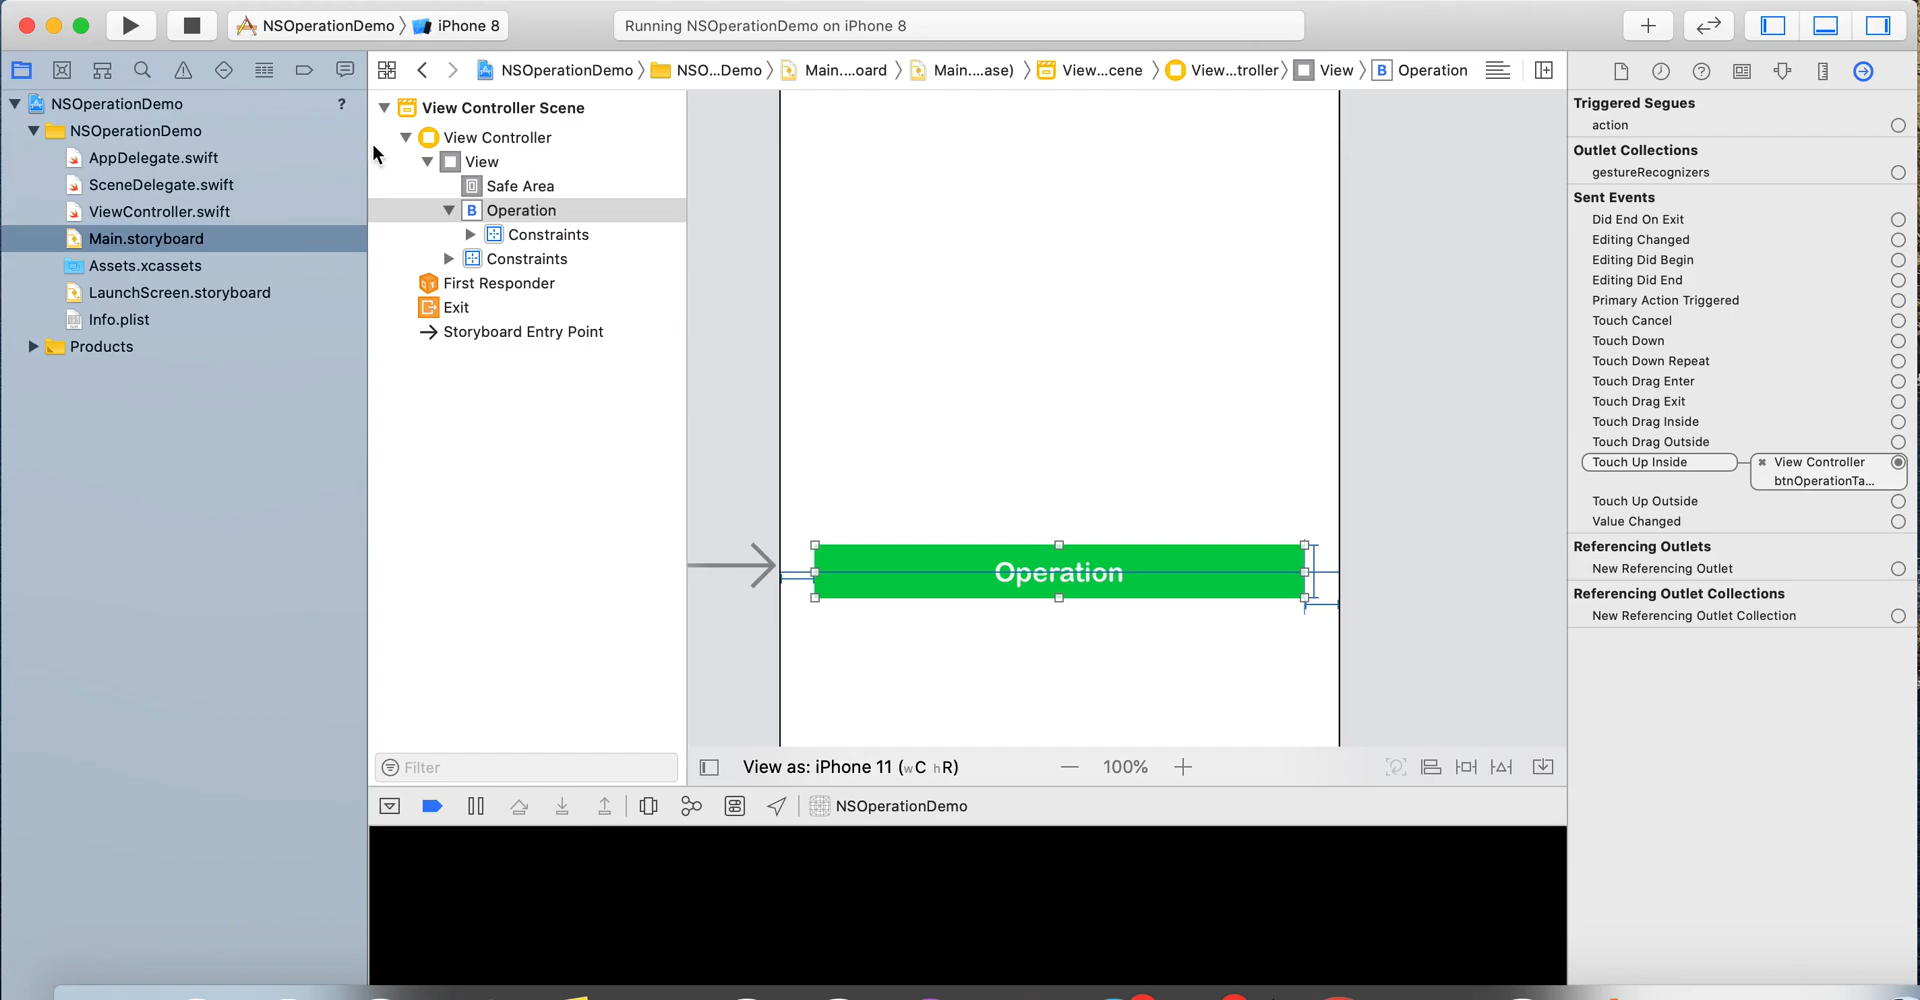 NSOperationDemo iPhone 8
Running NSOperationDemo on iPhone 8
NSOperationDemo NSO...Demo Main....oard Main....ase) View...cene View...troller View B Operation
NSOperationDemo ?
NSOperationDemo
AppDelegate.swift
SceneDelegate.swift
ViewController.swift
Main.storyboard
Assets.xcassets
LaunchScreen.storyboard
Info.plist
Products
View Controller Scene
View Controller
View
Safe Area
B Operation
Constraints
Constraints
First Responder
Exit
Storyboard Entry Point
Filter
Operation
View as: iPhone 11 (wC hR)
100%
NSOperationDemo
Triggered Segues
action
Outlet Collections
gestureRecognizers
Sent Events
Did End On Exit
Editing Changed
Editing Did Begin
Editing Did End
Primary Action Triggered
Touch Cancel
Touch Down
Touch Down Repeat
Touch Drag Enter
Touch Drag Exit
Touch Drag Inside
Touch Drag Outside
Touch Up Inside View Controller
btnOperationTa...
Touch Up Outside
Value Changed
Referencing Outlets
New Referencing Outlet
Referencing Outlet Collections
New Referencing Outlet Collection